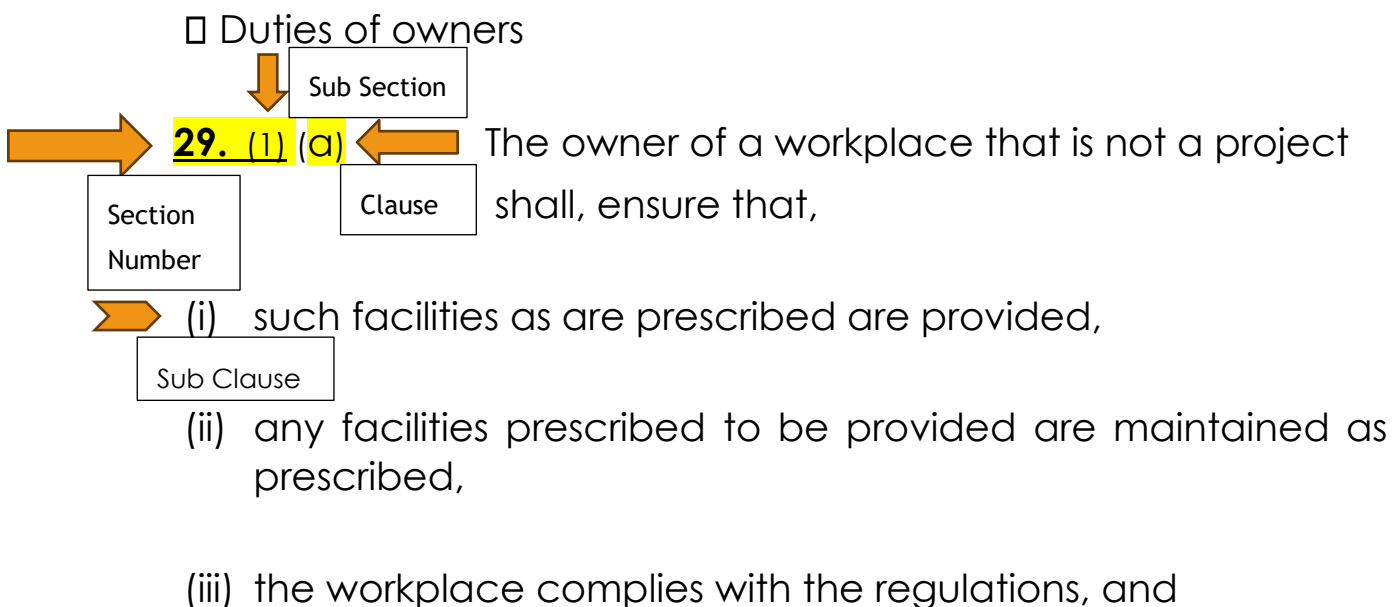 ▯ Duties of owners
Sub Section
29. (1) (a) The owner of a workplace that is not a project
Section
Number
Clause
shall, ensure that,
(i) such facilities as are prescribed are provided,
Sub Clause
(ii) any facilities prescribed to be provided are maintained as
prescribed,
(iii) the workplace complies with the regulations, and